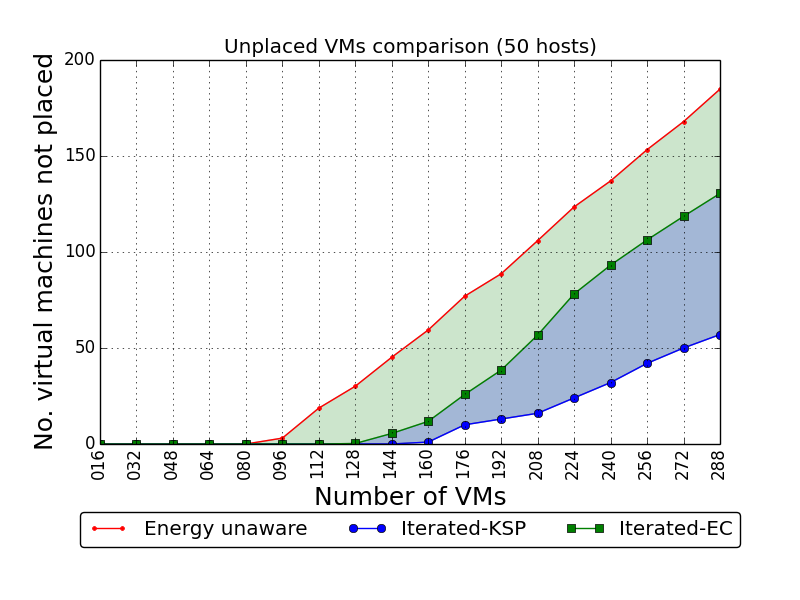 Unplaced VMs comparison (50 hosts)
No. virtual machines not placed
200
150
100
50
0
016 032 048 064 080 096 112 128 144 160 176 192 208 224 240 256 272 288
Number of VMs
Energy unaware Iterated-KSP Iterated-EC